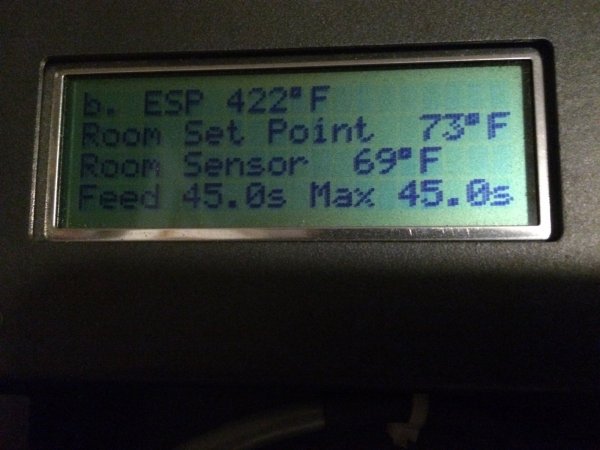 b. ESP 422°F
Room Set Point 73°F
Room Sensor 69°F
Feed 45.0s Max 45.0s